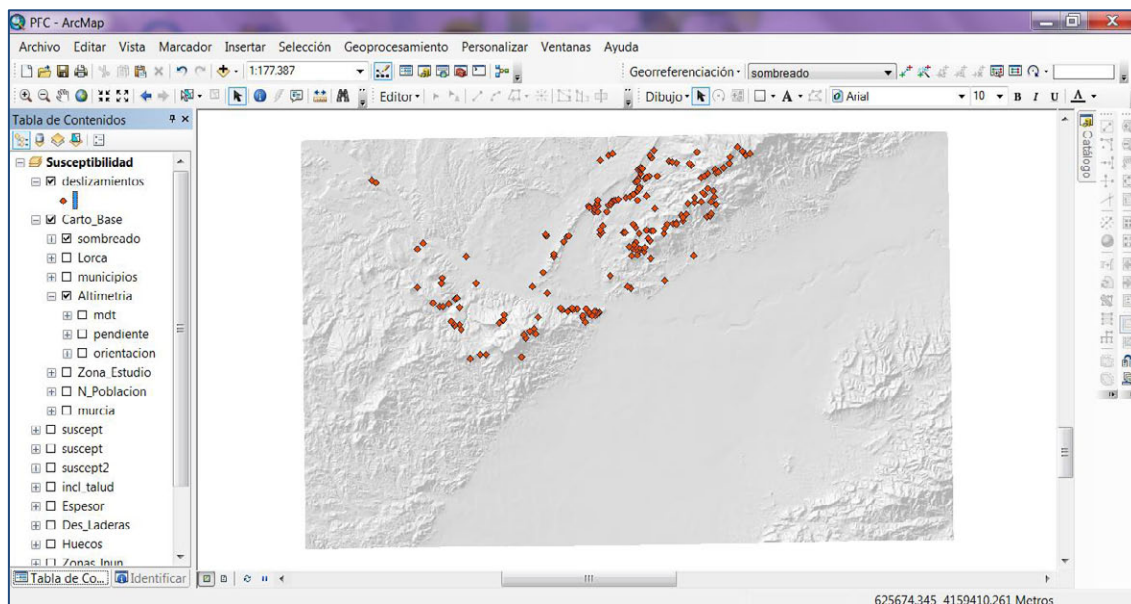 PFC - ArcMap
Archivo Editar Vista Marcador Insertar Selección Geoprocesamiento Personalizar Ventanas Ayuda
1:177.387 Georreferenciación sombreado
Editor Dibujo A Arial 10 B I U A
Tabla de Contenidos
Catálogo
Susceptibilidad
deslizamientos
Carto_Base
sombreado
Lorca
municipios
Altimetria
mdt
pendiente
orientacion
Zona_Estudio
N_Poblacion
murcia
suscept
suscept
suscept2
incl_talud
Espesor
Des_Laderas
Huecos
Zonas_Inun
Tabla de Co... Identificar
625674,345 4159410,261 Metros